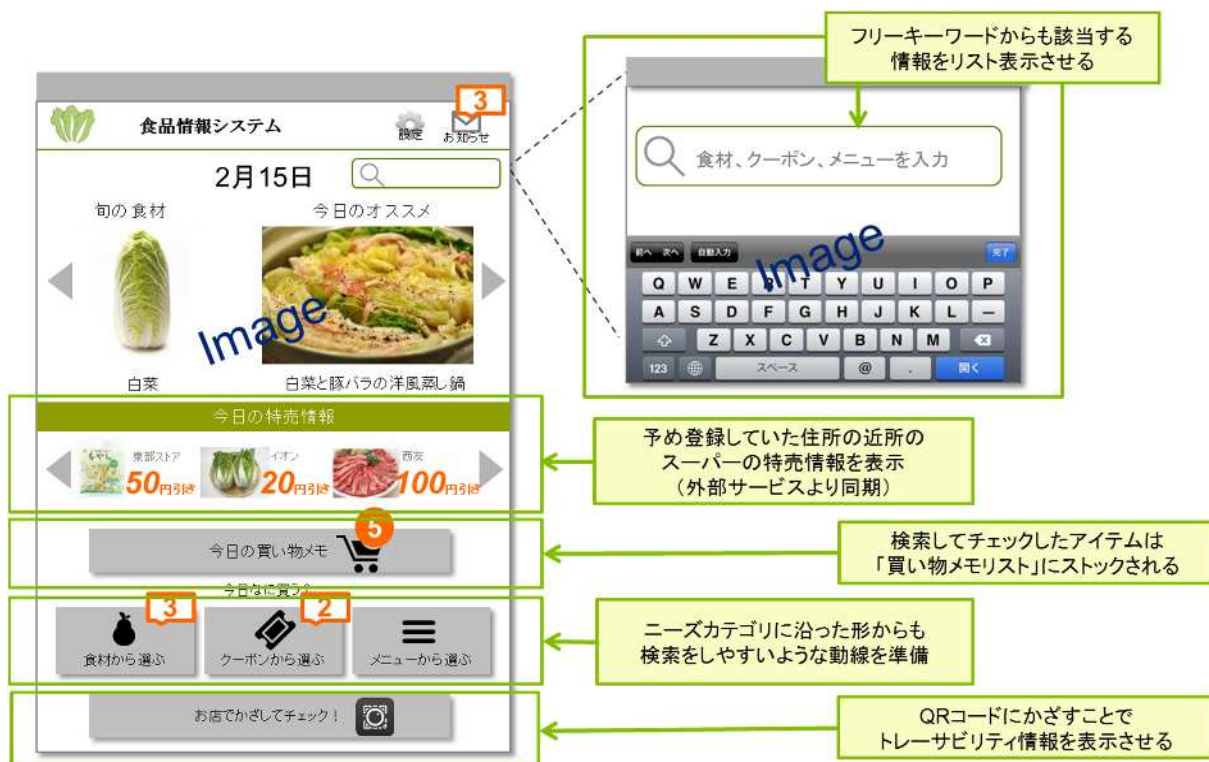 フリーキーワードからも該当する
情報をリスト表示させる
3
食品情報システム
設定
お知らせ
2月15日
食材、クーポン、メニューを入力
旬の食材
今日のオススメ
Image
白菜
白菜と豚バラの洋風蒸し鍋
前へ 次へ 自動入力
完了
Image
Q W E R T Y U I O P
A S D F G H J K L –
Z X C V B N M
123 スペース @ . 開く
今日の特売情報
もやし
東部ストア
50円引き
イオン
20円引き
西友
100円引き
予め登録していた住所の近所の
スーパーの特売情報を表示
(外部サービスより同期)
今日の買い物メモ
5
検索してチェックしたアイテムは
「買い物メモリスト」にストックされる
今日なに買う?
3
食材から選ぶ
2
クーポンから選ぶ
メニューから選ぶ
ニーズカテゴリに沿った形からも
検索をしやすいような動線を準備
お店でかざしてチェック!
QRコードにかざすことで
トレーサビリティ情報を表示させる